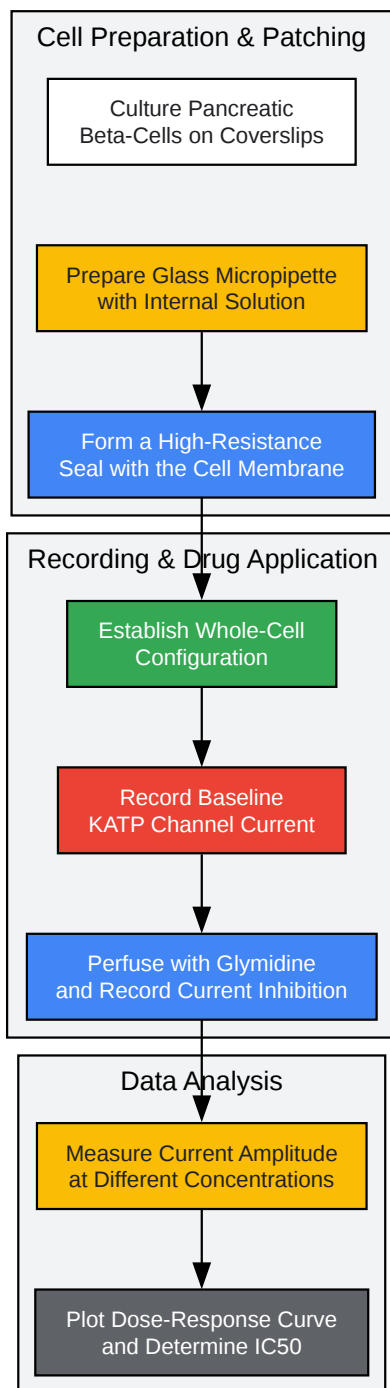 Cell Preparation & Patching
Culture Pancreatic
Beta-Cells on Coverslips
Prepare Glass Micropipette
with Internal Solution
Form a High-Resistance
Seal with the Cell Membrane
Recording & Drug Application
Establish Whole-Cell
Configuration
Record Baseline
KATP Channel Current
Perfuse with Glymidine
and Record Current Inhibition
Data Analysis
Measure Current Amplitude
at Different Concentrations
Plot Dose-Response Curve
and Determine IC50